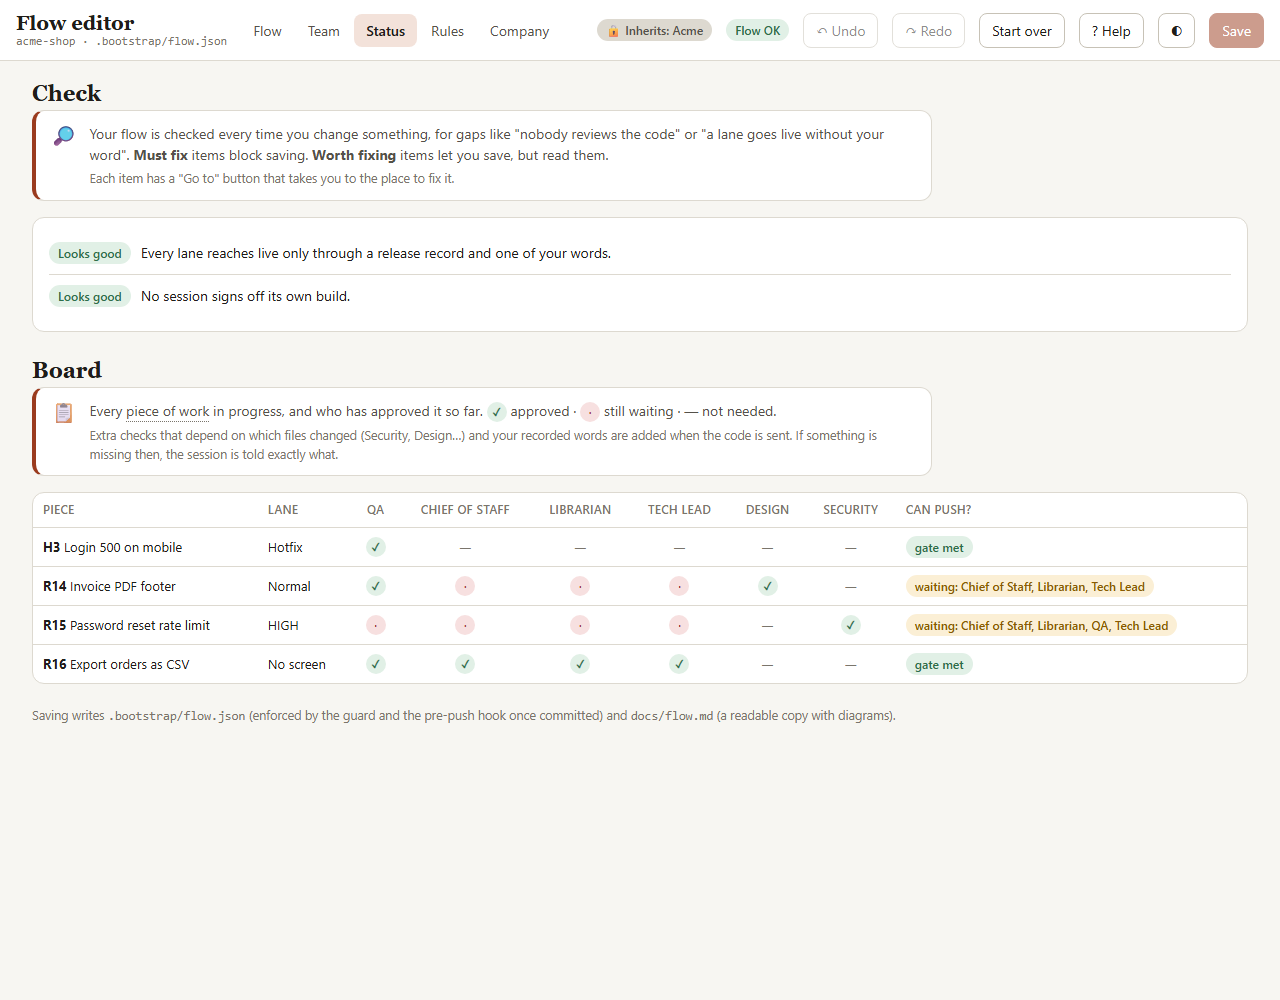 Flow editor
acme-shop · .bootstrap/flow.json
Flow
Team
Status
Rules
Company
Inherits: Acme
Flow OK
↶ Undo
↷ Redo
Start over
? Help
Save
Check
Your flow is checked every time you change something, for gaps like "nobody reviews the code" or "a lane goes live without your
word". Must fix items block saving. Worth fixing items let you save, but read them.
Each item has a "Go to" button that takes you to the place to fix it.
Looks good Every lane reaches live only through a release record and one of your words.
Looks good No session signs off its own build.
Board
Every piece of work in progress, and who has approved it so far. ✓ approved · · still waiting · — not needed.
Extra checks that depend on which files changed (Security, Design...) and your recorded words are added when the code is sent. If something is
missing then, the session is told exactly what.
PIECE LANE QA CHIEF OF STAFF LIBRARIAN TECH LEAD DESIGN SECURITY CAN PUSH?
H3 Login 500 on mobile Hotfix ✓ — — — — — gate met
R14 Invoice PDF footer Normal ✓ · · · ✓ — waiting: Chief of Staff, Librarian, Tech Lead
R15 Password reset rate limit HIGH · · · · — ✓ waiting: Chief of Staff, Librarian, QA, Tech Lead
R16 Export orders as CSV No screen ✓ ✓ ✓ ✓ — — gate met
Saving writes .bootstrap/flow.json (enforced by the guard and the pre-push hook once committed) and docs/flow.md (a readable copy with diagrams).